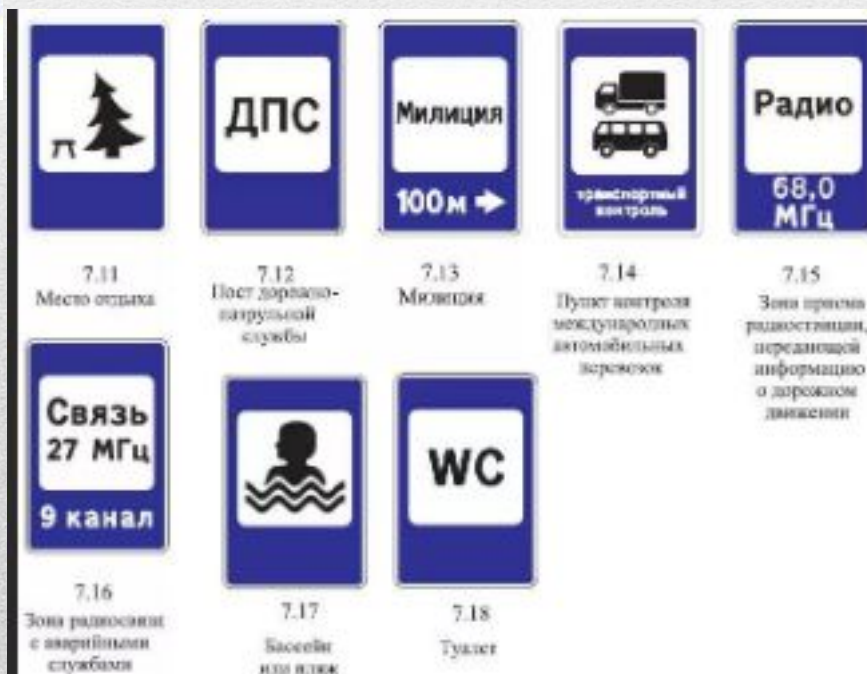 ДПС
Милиция
100м
транспортный
контроль
Радио
68,0
МГц
7.11
Место отдыха
7.12
Пост дорожно-
патрульной
службы
7.13
Милиция
7.14
Пункт контроля
международных
автомобильных
перевозок
7.15
Зона приема
радиостанции,
передающей
информацию
о дорожном
движении
Связь
27 МГц
9 канал
WC
7.16
Зона радиосвязи
с аварийными
службами
7.17
Бассейн
или пляж
7.18
Туалет